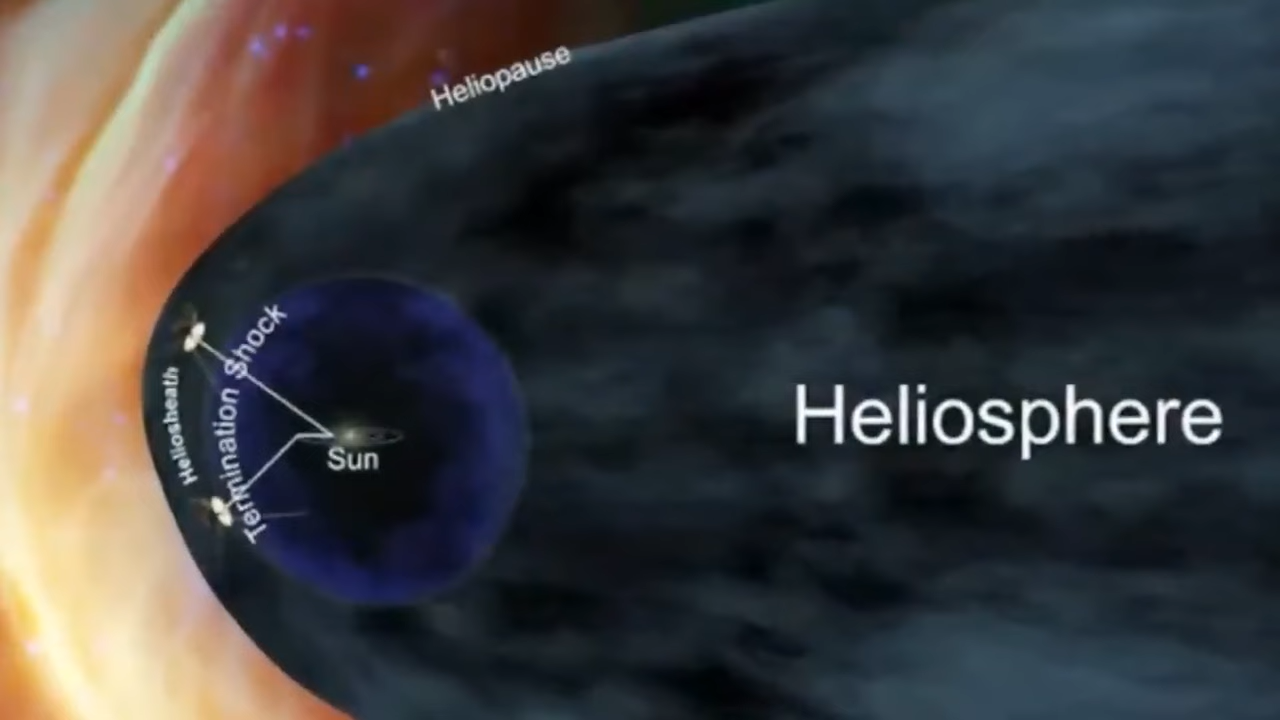 Heliopause
Termination Shock
Heliosheath
Heliosphere
Sun